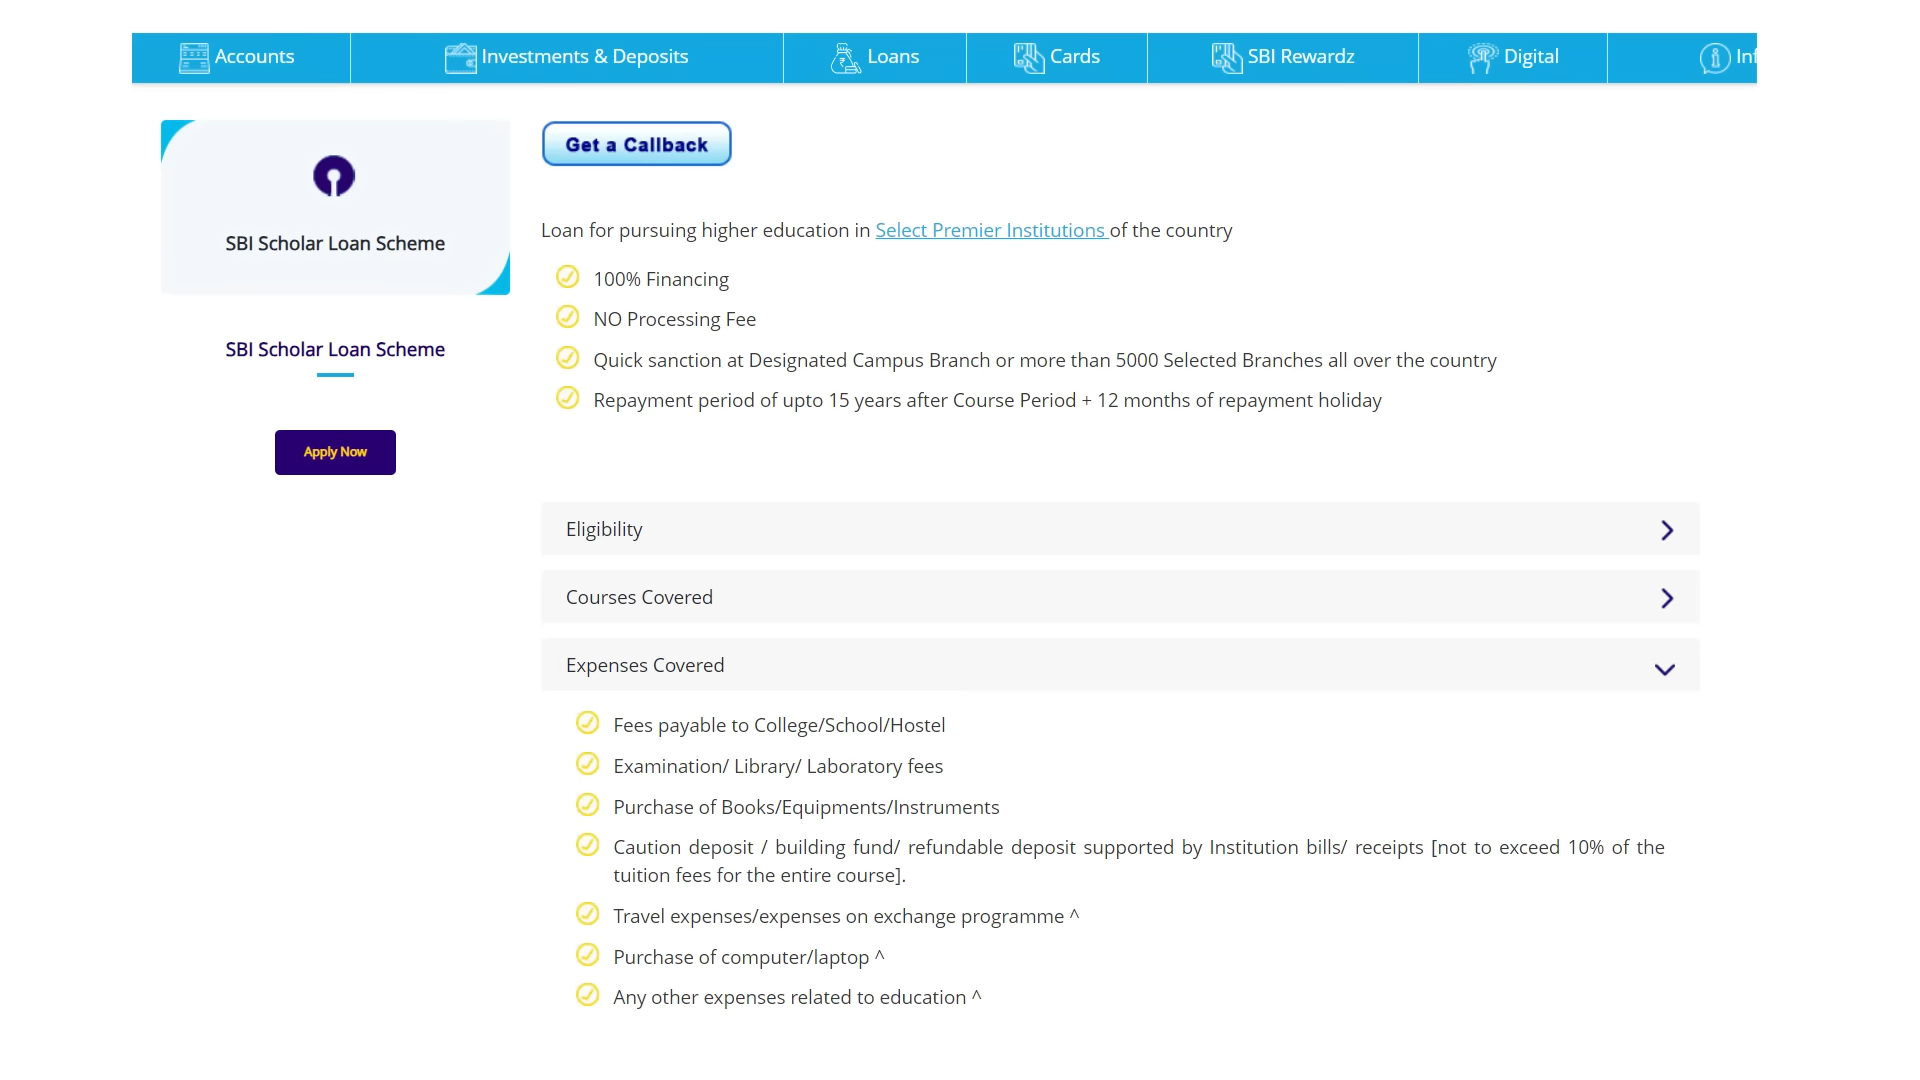 Accounts
Investments & Deposits
Loans
Cards
SBI Rewardz
Digital
Get a Callback
SBI Scholar Loan Scheme
Loan for pursuing higher education in Select Premier Institutions of the country
100% Financing
NO Processing Fee
Quick sanction at Designated Campus Branch or more than 5000 Selected Branches all over the country
Repayment period of upto 15 years after Course Period + 12 months of repayment holiday
SBI Scholar Loan Scheme
Apply Now
Eligibility
Courses Covered
Expenses Covered
Fees payable to College/School/Hostel
Examination/ Library/ Laboratory fees
Purchase of Books/Equipments/Instruments
Caution deposit / building fund/ refundable deposit supported by Institution bills/ receipts [not to exceed 10% of the
tuition fees for the entire course].
Travel expenses/expenses on exchange programme ^
Purchase of computer/laptop ^
Any other expenses related to education ^